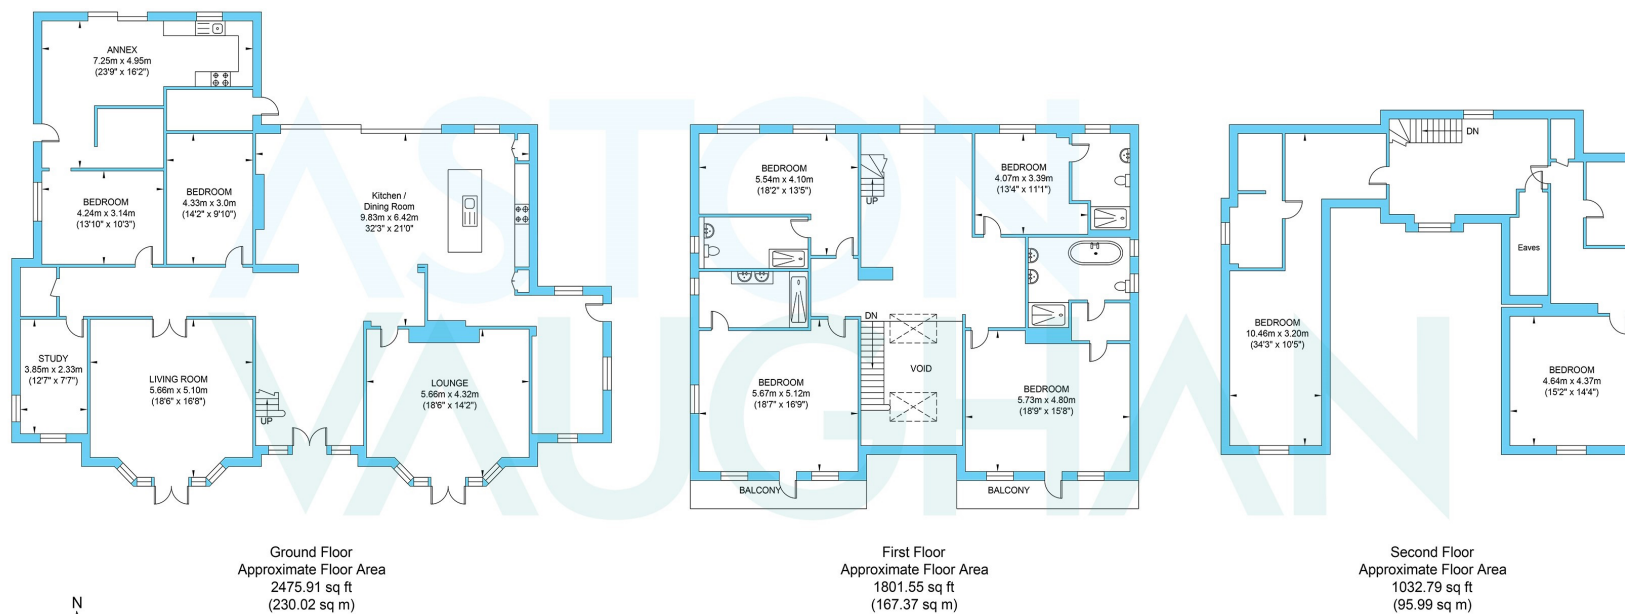 ASTON
VAUGHAN
ANNEX
7.25m x 4.95m
(23'9" x 16'2")
BEDROOM
4.24m x 3.14m
(13'10" x 10'3")
BEDROOM
4.33m x 3.0m
(14'2" x 9'10")
Kitchen /
Dining Room
9.83m x 6.42m
32'3" x 21'0"
STUDY
3.85m x 2.33m
(12'7" x 7'7")
LIVING ROOM
5.66m x 5.10m
(18'6" x 16'8")
UP
LOUNGE
5.66m x 4.32m
(18'6" x 14'2")
Ground Floor
Approximate Floor Area
2475.91 sq ft
(230.02 sq m)
N
BEDROOM
5.54m x 4.10m
(18'2" x 13'5")
UP
BEDROOM
4.07m x 3.39m
(13'4" x 11'1")
DN
VOID
BEDROOM
5.67m x 5.12m
(18'7" x 16'9")
BEDROOM
5.73m x 4.80m
(18'9" x 15'8")
BALCONY
BALCONY
First Floor
Approximate Floor Area
1801.55 sq ft
(167.37 sq m)
DN
Eaves
BEDROOM
10.46m x 3.20m
(34'3" x 10'5")
BEDROOM
4.64m x 4.37m
(15'2" x 14'4")
Second Floor
Approximate Floor Area
1032.79 sq ft
(95.99 sq m)